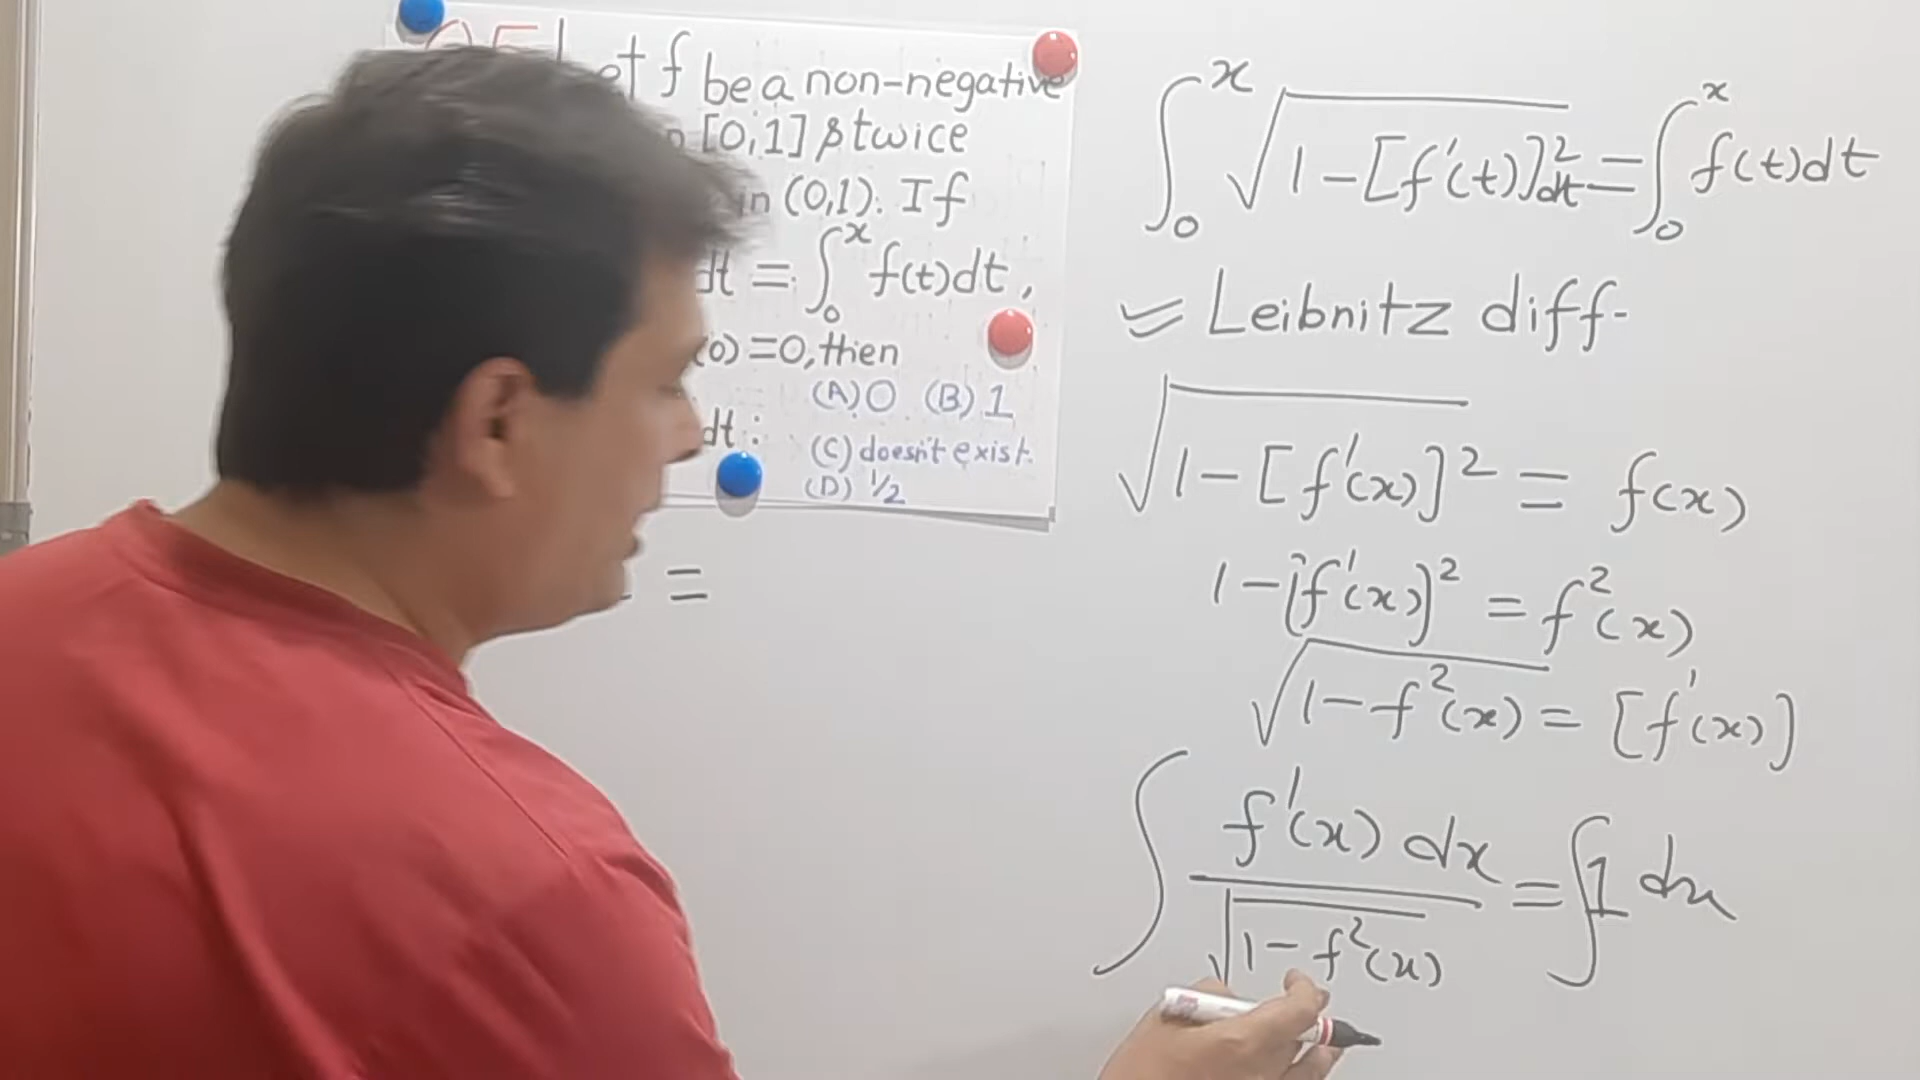 Q5 Let f be a non-negative
[0,1] & twice
in (0,1). If
dt = ∫₀ˣ f(t)dt,
(0)=0, then
(A) 0 (B) 1
dt :
(C) doesn't exist.
(D) 1/2
=
∫₀ˣ √(1-[f'(t)]²) dt = ∫₀ˣ f(t)dt
Leibnitz diff-
√(1-[f'(x)]²) = f(x)
1-[f'(x)]² = f²(x)
√(1-f²(x)) = [f'(x)]
∫ f'(x) dx / √(1-f²(x)) = ∫1 dx